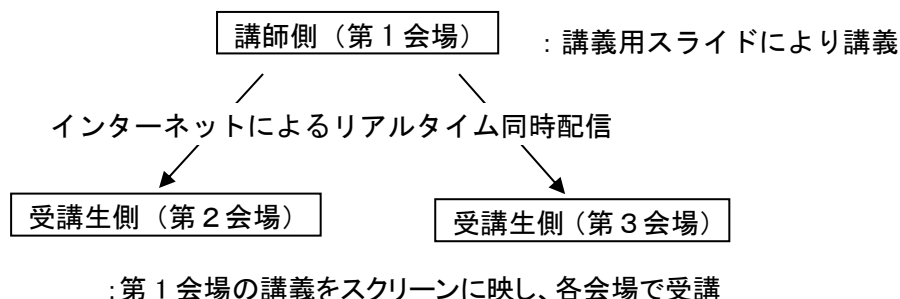 講師側（第１会場） ：講義用スライドにより講義
インターネットによるリアルタイム同時配信
受講生側（第２会場） 受講生側（第３会場）
：第１会場の講義をスクリーンに映し、各会場で受講